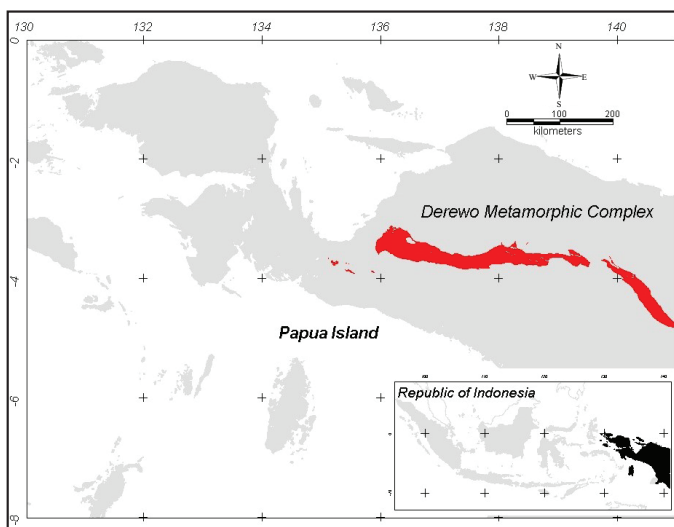 130 132 134 136 138 140
0
N
W E
S
0 100 200
kilometers
-2
Derewo Metamorphic Complex
-4
Papua Island
Republic of Indonesia
-6
-8